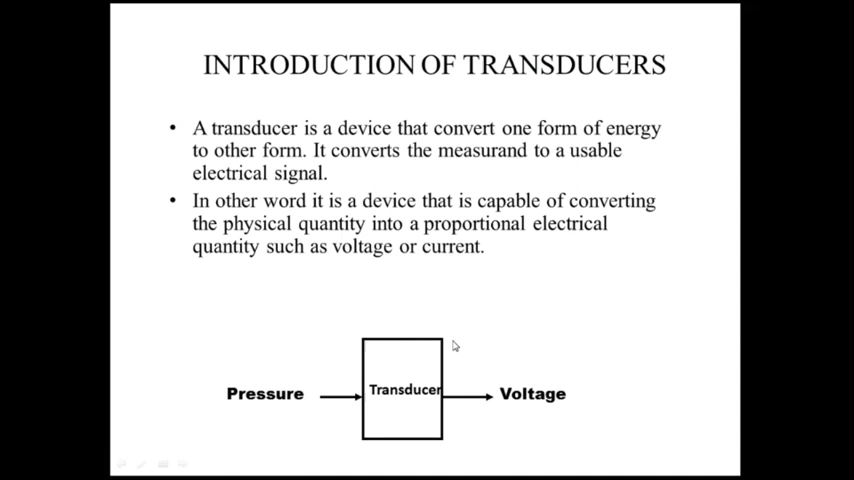 INTRODUCTION OF TRANSDUCERS
• A transducer is a device that convert one form of energy
to other form. It converts the measurand to a usable
electrical signal.
• In other word it is a device that is capable of converting
the physical quantity into a proportional electrical
quantity such as voltage or current.
Pressure
Transducer
Voltage